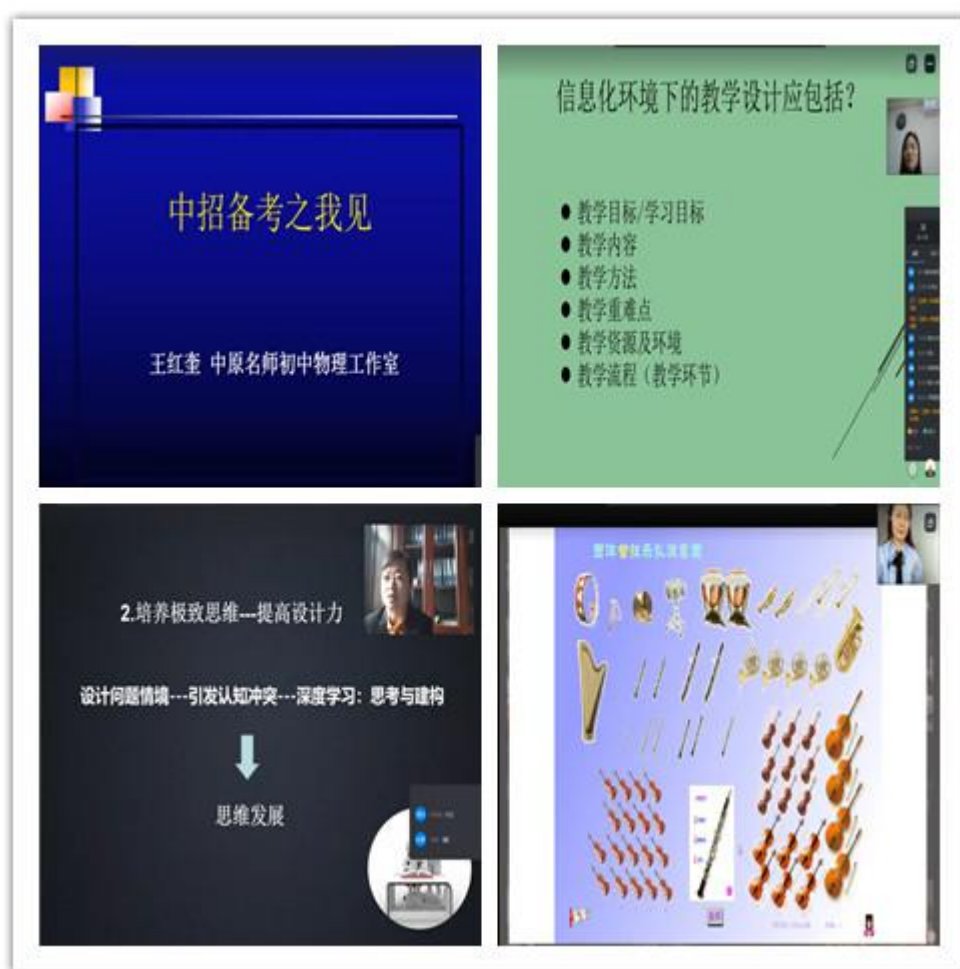 中招备考之我见
王红奎 中原名师初中物理工作室
信息化环境下的教学设计应包括？
● 教学目标/学习目标
● 教学内容
● 教学方法
● 教学重难点
● 教学资源及环境
● 教学流程（教学环节）
2.培养极致思维---提高设计力
设计问题情境---引发认知冲突---深度学习：思考与建构
思维发展